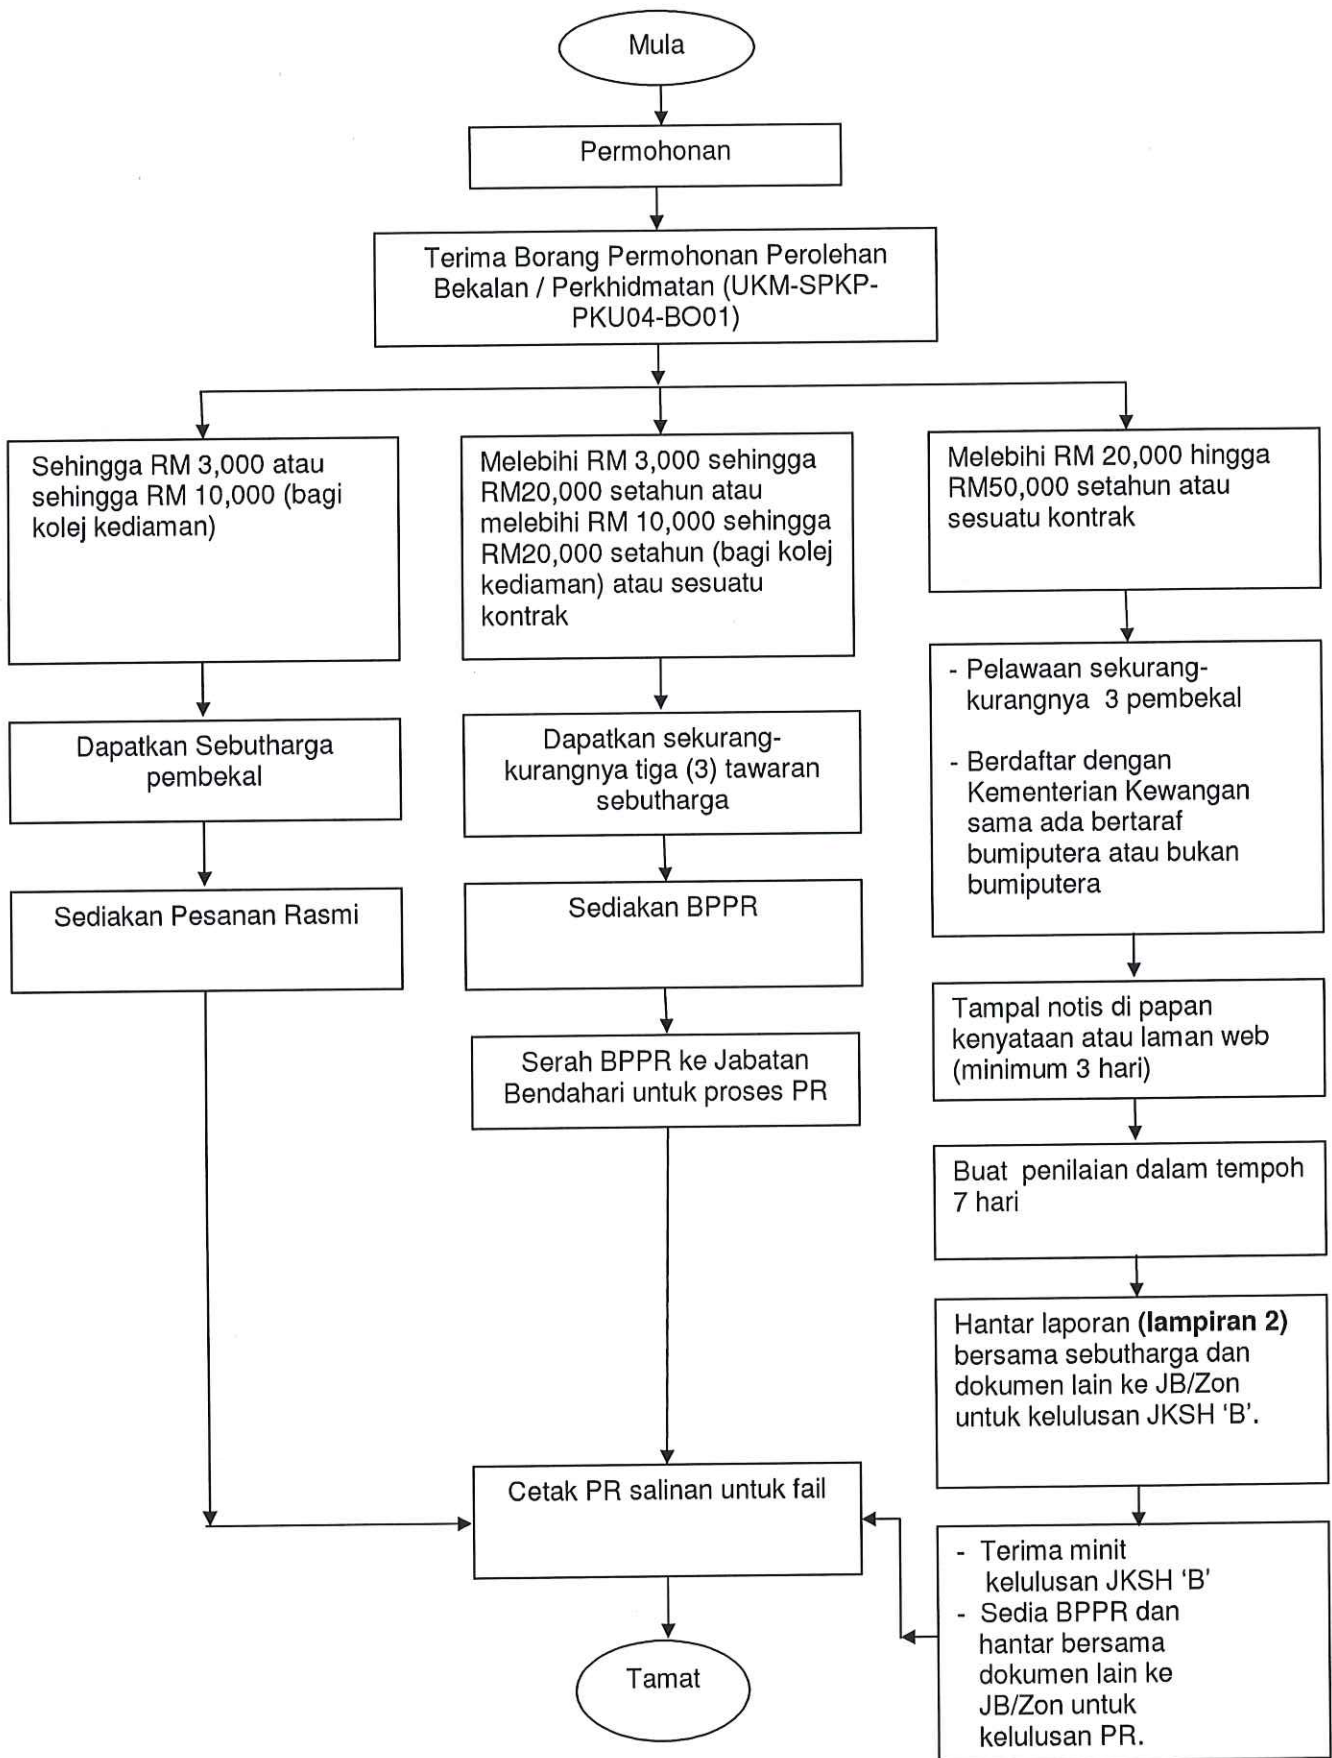 Mula
Permohonan
Terima Borang Permohonan Perolehan
Bekalan / Perkhidmatan (UKM-SPKP-
PKU04-BO01)
Sehingga RM 3,000 atau
sehingga RM 10,000 (bagi
kolej kediaman)
Dapatkan Sebutharga
pembekal
Sediakan Pesanan Rasmi
Melebihi RM 3,000 sehingga
RM20,000 setahun atau
melebihi RM 10,000 sehingga
RM20,000 setahun (bagi kolej
kediaman) atau sesuatu
kontrak
Dapatkan sekurang-
kurangnya tiga (3) tawaran
sebutharga
Sediakan BPPR
Serah BPPR ke Jabatan
Bendahari untuk proses PR
Melebihi RM 20,000 hingga
RM50,000 setahun atau
sesuatu kontrak
- Pelawaan sekurang-
kurangnya 3 pembekal
- Berdaftar dengan
Kementerian Kewangan
sama ada bertaraf
bumiputera atau bukan
bumiputera
Tampal notis di papan
kenyataan atau laman web
(minimum 3 hari)
Buat penilaian dalam tempoh
7 hari
Hantar laporan (lampiran 2)
bersama sebutharga dan
dokumen lain ke JB/Zon
untuk kelulusan JKSH ‘B’.
- Terima minit
kelulusan JKSH ‘B’
- Sedia BPPR dan
hantar bersama
dokumen lain ke
JB/Zon untuk
kelulusan PR.
Cetak PR salinan untuk fail
Tamat